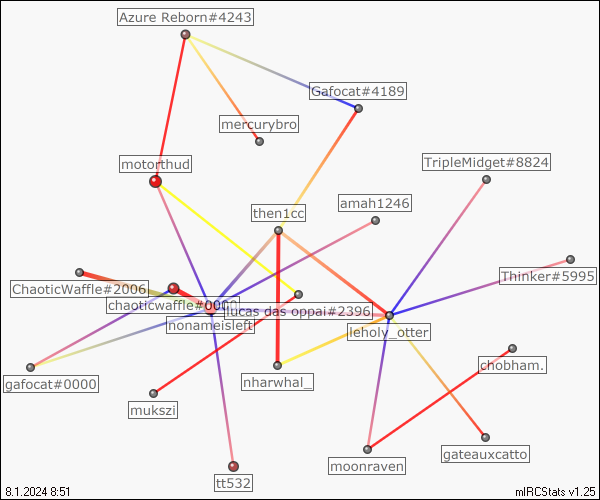 Azure Reborn#4243
Gafocat#4189
mercurybro
motorthud
TripleMidget#8824
amah1246
then1cc
Thinker#5995
ChaoticWaffle#2006
chaoticwaffle#0000
lucas das oppai#2396
nonameisleft
leholy_otter
chobham.
gafocat#0000
nharwhal_
mukszi
gateauxcatto
moonraven
tt532
8.1.2024 8:51
mIRCStats v1.25